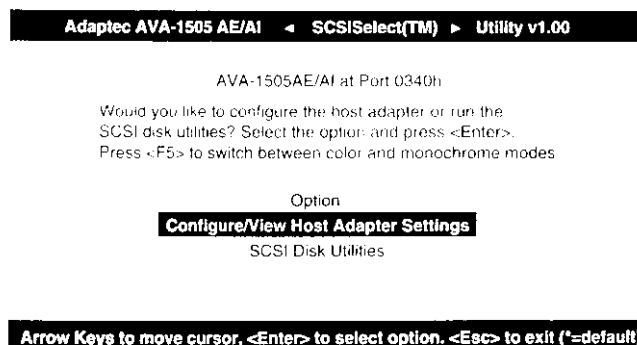 Adaptec AVA-1505 AE/AI ◄ SCSISelect(TM) ► Utility v1.00
AVA-1505AE/AI at Port 0340h
Would you like to configure the host adapter or run the
SCSI disk utilities? Select the option and press <Enter>.
Press <F5> to switch between color and monochrome modes
Option
Configure/View Host Adapter Settings
SCSI Disk Utilities
Arrow Keys to move cursor, <Enter> to select option, <Esc> to exit (*=default